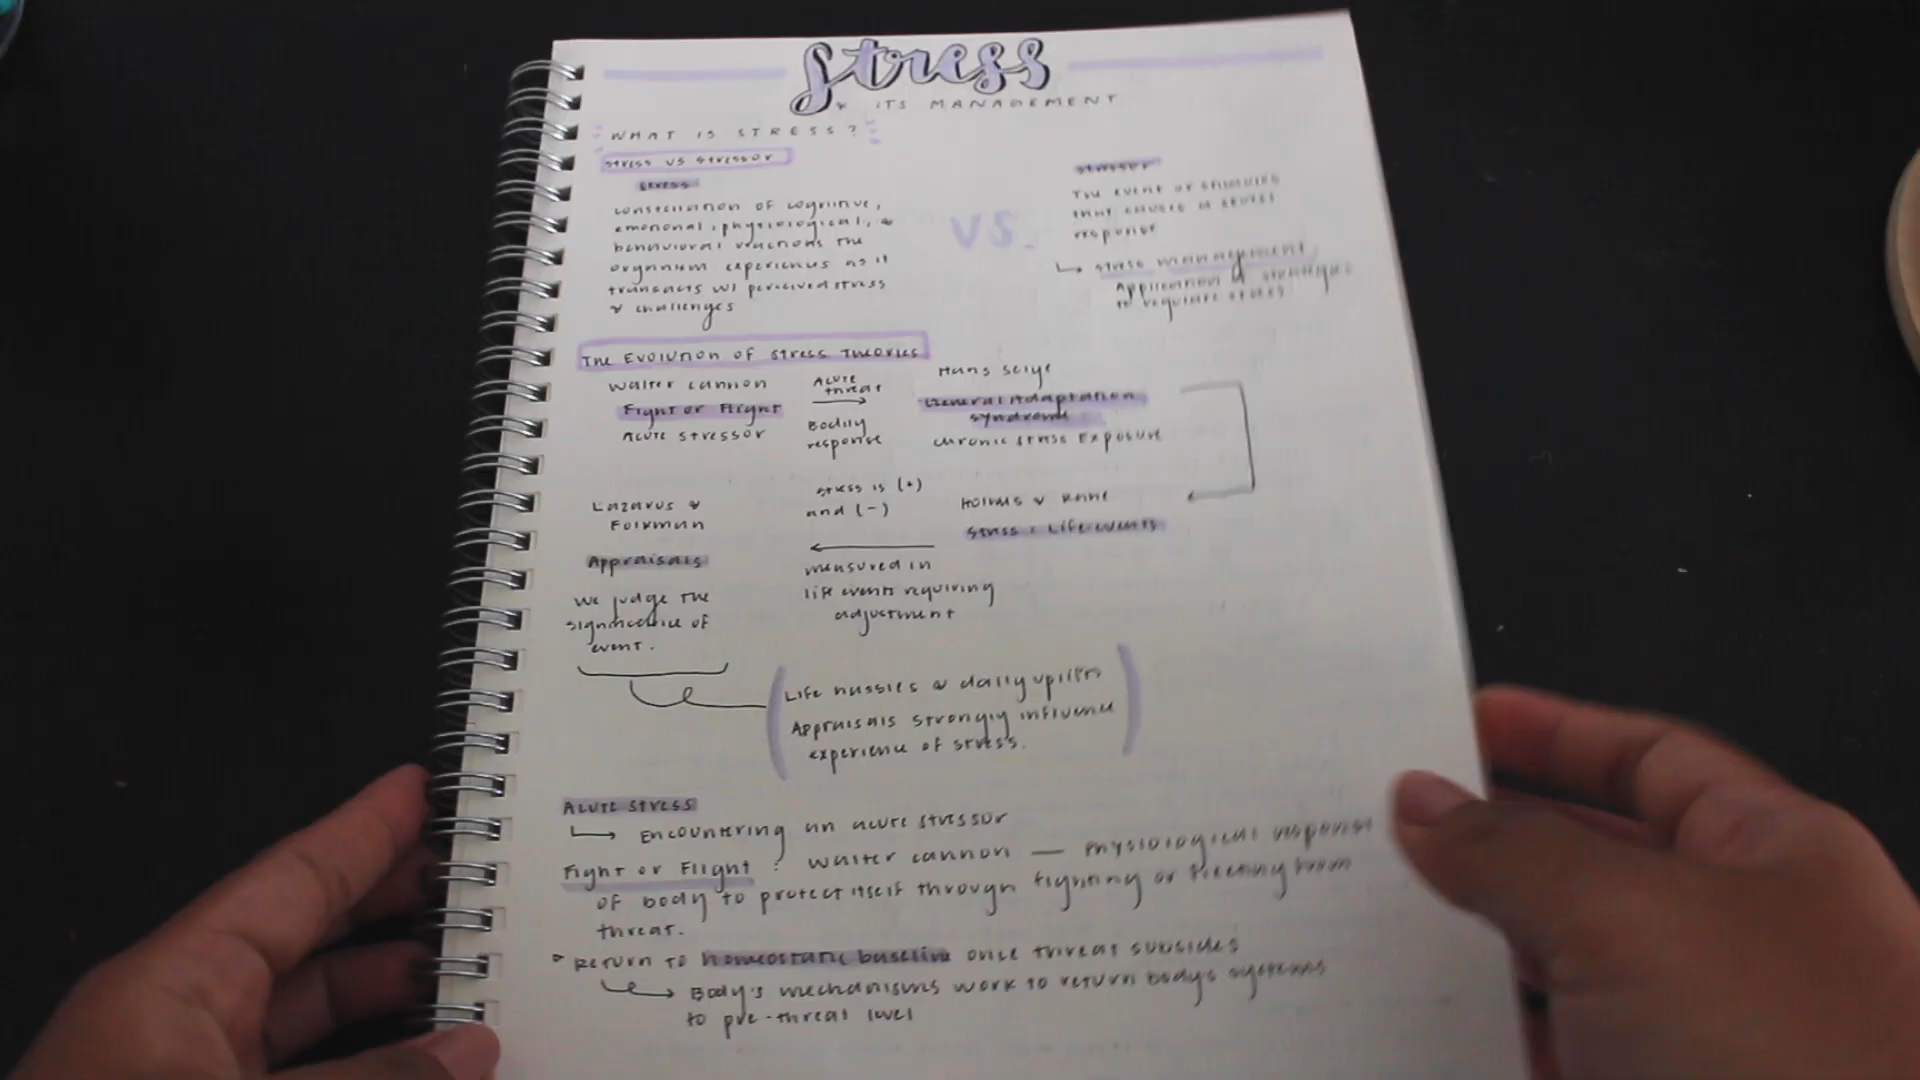 Stress
& ITS MANAGEMENT
WHAT IS STRESS?
Stress vs Stressor
Stress
constellation of cognitive,
emotional, physiological, &
behavioral reactions the
organism experiences as it
transacts w/ perceived stress
& challenges
VS.
Stressor
The event or stimulus
that causes a stress
response
stress management
Application of strategies
to regulate stress
The Evolution of Stress Theories
Walter Cannon
Fight or Flight
Acute stressor
Acute
threat
Bodily
response
Hans Selye
General Adaptation
Syndrome
Chronic stress Exposure
Holmes & Rahe
Stress = Life events
stress is (+)
and (-)
measured in
life events requiring
adjustment
Lazarus &
Folkman
Appraisals
We judge the
significance of
event.
Life hassles & daily uplifts
Appraisals strongly influence
experience of stress.
Acute Stress
Encountering an acute stressor
Fight or Flight : Walter Cannon — Physiological response
of body to protect itself through fighting or fleeting from
threat.
Return to homeostatic baseline once threat subsides
Body's mechanisms work to return body's systems
to pre-threat level